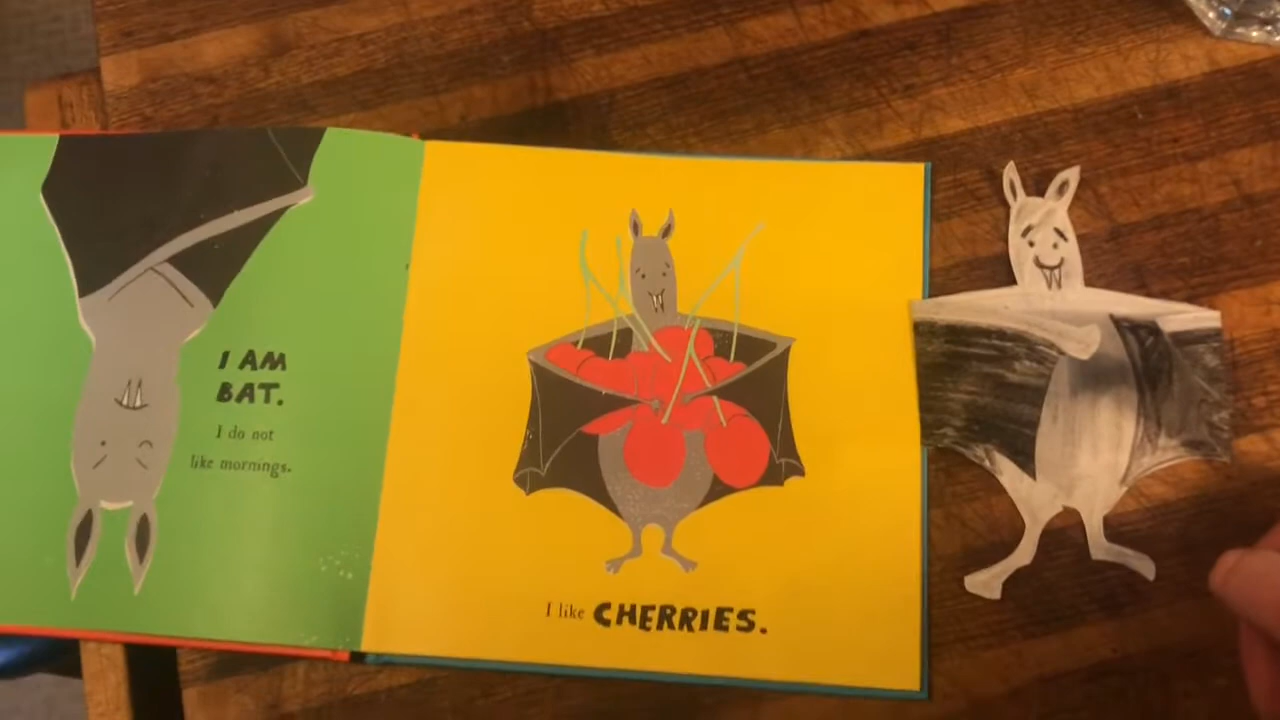 I AM
BAT.
I do not
like mornings.
I like CHERRIES.